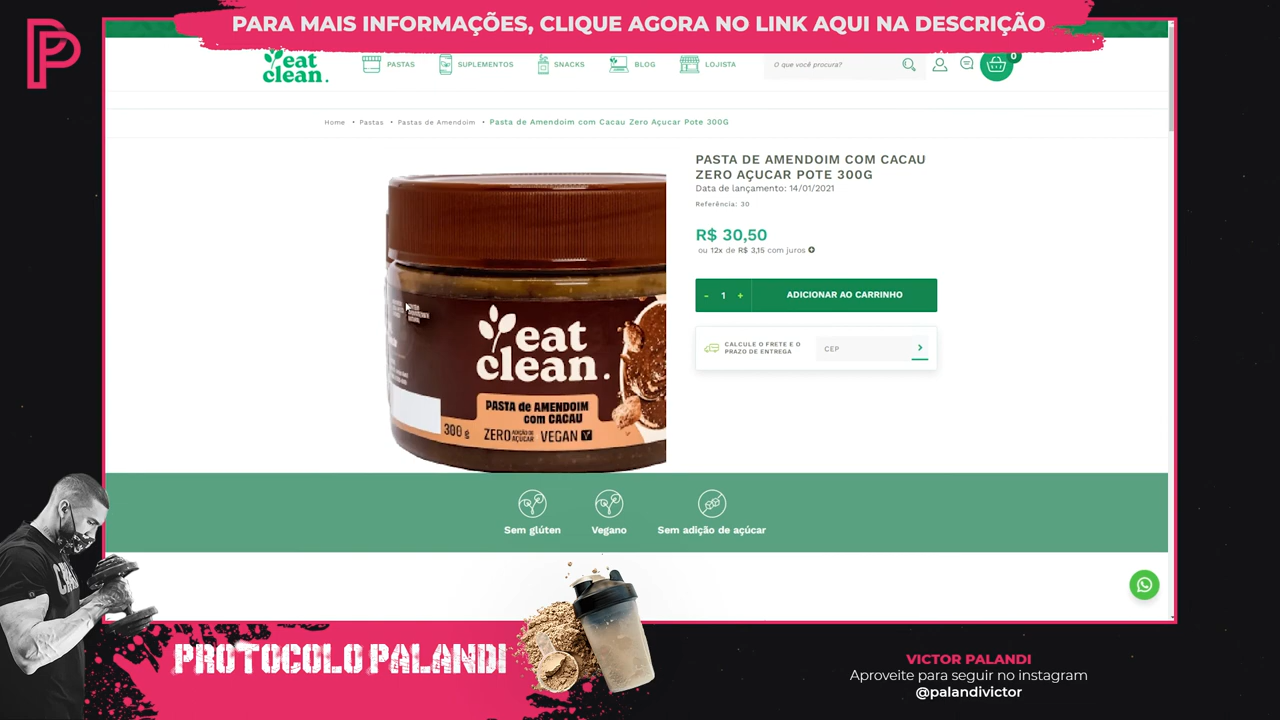 PARA MAIS INFORMAÇÕES, CLIQUE AGORA NO LINK AQUI NA DESCRIÇÃO
eat
clean.
PASTAS
SUPLEMENTOS
SNACKS
BLOG
LOJISTA
O que você procura?
0
Home • Pastas • Pastas de Amendoim • Pasta de Amendoim com Cacau Zero Açucar Pote 300G
PASTA DE AMENDOIM COM CACAU
ZERO AÇUCAR POTE 300G
Data de lançamento: 14/01/2021
Referência: 30
R$ 30,50
ou 12x de R$ 3,15 com juros
- 1 +
ADICIONAR AO CARRINHO
CALCULE O FRETE E O
PRAZO DE ENTREGA
CEP
eat
clean.
PASTA de AMENDOIM
com CACAU
300 g
ZERO ADIÇÃO DE
AÇÚCAR
VEGAN V
Sem glúten
Vegano
Sem adição de açúcar
PROTOCOLO PALANDI
VICTOR PALANDI
Aproveite para seguir no instagram
@palandivictor